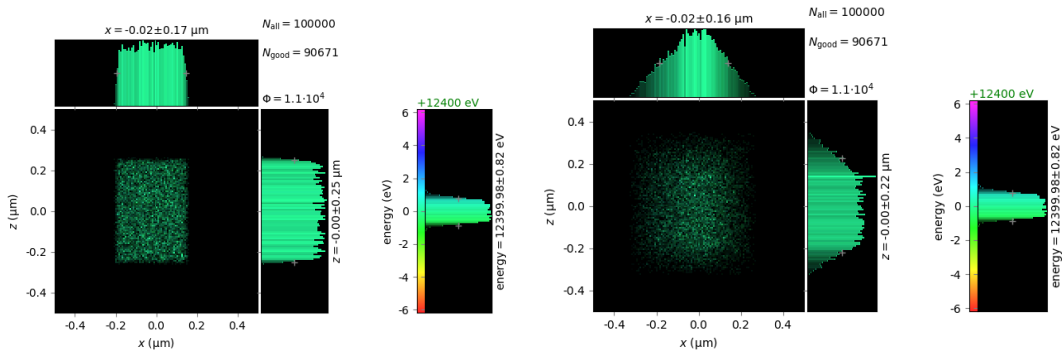 x = -0.02±0.17 μm
N_all = 100000
N_good = 90671
Φ = 1.1·10^4
0.4
0.2
0.0
-0.2
-0.4
z (μm)
-0.4 -0.2 0.0 0.2 0.4
x (μm)
z = -0.00±0.25 μm
+12400 eV
6
4
2
0
-2
-4
-6
energy (eV)
energy = 12399.98±0.82 eV
x = -0.02±0.16 μm
N_all = 100000
N_good = 90671
Φ = 1.1·10^4
0.4
0.2
0.0
-0.2
-0.4
z (μm)
-0.4 -0.2 0.0 0.2 0.4
x (μm)
z = -0.00±0.22 μm
+12400 eV
6
4
2
0
-2
-4
-6
energy (eV)
energy = 12399.98±0.82 eV